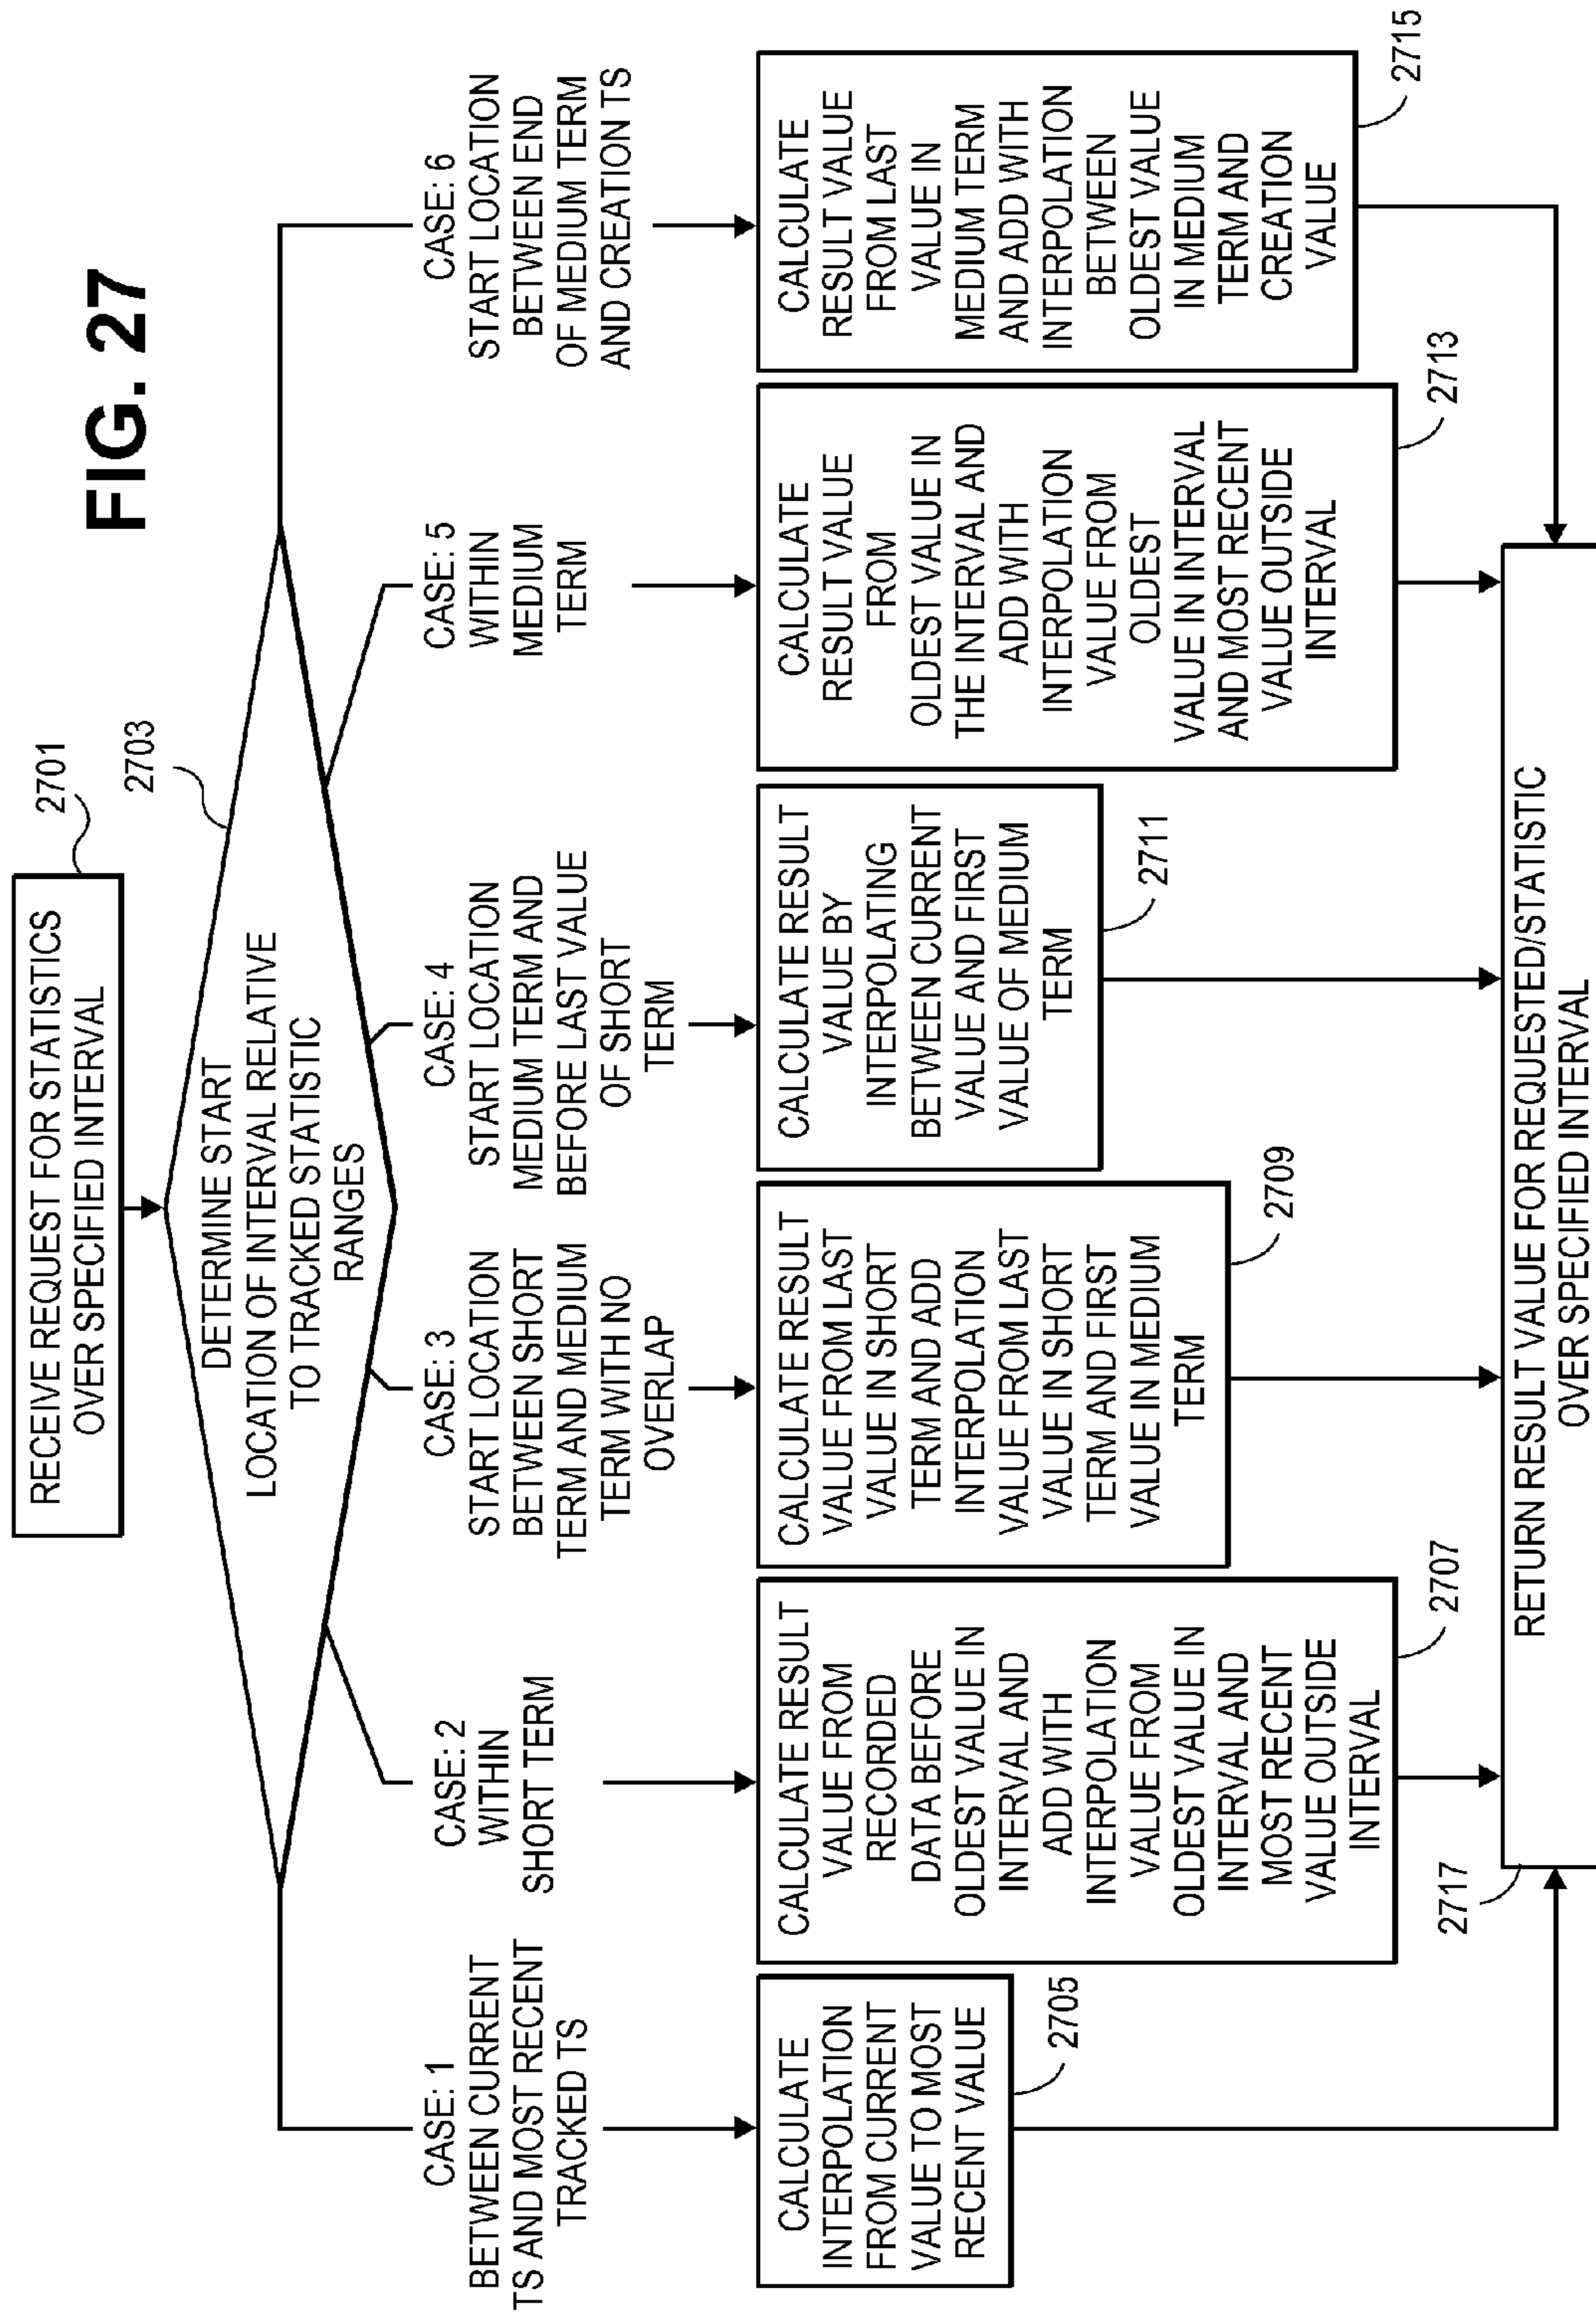 FIG. 27
RECEIVE REQUEST FOR STATISTICS
OVER SPECIFIED INTERVAL
2701
DETERMINE START
LOCATION OF INTERVAL RELATIVE
TO TRACKED STATISTIC
RANGES
2703
CASE: 1
BETWEEN CURRENT
TS AND MOST RECENT
TRACKED TS
CASE: 2
WITHIN
SHORT TERM
CASE: 3
START LOCATION
BETWEEN SHORT
TERM AND MEDIUM
TERM WITH NO
OVERLAP
CASE: 4
START LOCATION
MEDIUM TERM AND
BEFORE LAST VALUE
OF SHORT
TERM
CASE: 5
WITHIN
MEDIUM
TERM
CASE: 6
START LOCATION
BETWEEN END
OF MEDIUM TERM
AND CREATION TS
CALCULATE
INTERPOLATION
FROM CURRENT
VALUE TO MOST
RECENT VALUE
2705
CALCULATE RESULT
VALUE FROM
RECORDED
DATA BEFORE
OLDEST VALUE IN
INTERVAL AND
ADD WITH
INTERPOLATION
VALUE FROM
OLDEST VALUE IN
INTERVAL AND
MOST RECENT
VALUE OUTSIDE
INTERVAL
2707
CALCULATE RESULT
VALUE FROM LAST
VALUE IN SHORT
TERM AND ADD
INTERPOLATION
VALUE FROM LAST
VALUE IN SHORT
TERM AND FIRST
VALUE IN MEDIUM
TERM
2709
CALCULATE RESULT
VALUE BY
INTERPOLATING
BETWEEN CURRENT
VALUE AND FIRST
VALUE OF MEDIUM
TERM
2711
CALCULATE
RESULT VALUE
FROM
OLDEST VALUE IN
THE INTERVAL AND
ADD WITH
INTERPOLATION
VALUE FROM
OLDEST
VALUE IN INTERVAL
AND MOST RECENT
VALUE OUTSIDE
INTERVAL
2713
CALCULATE
RESULT VALUE
FROM LAST
VALUE IN
MEDIUM TERM
AND ADD WITH
INTERPOLATION
BETWEEN
OLDEST VALUE
IN MEDIUM
TERM AND
CREATION
VALUE
2715
2717
RETURN RESULT VALUE FOR REQUESTED/STATISTIC
OVER SPECIFIED INTERVAL